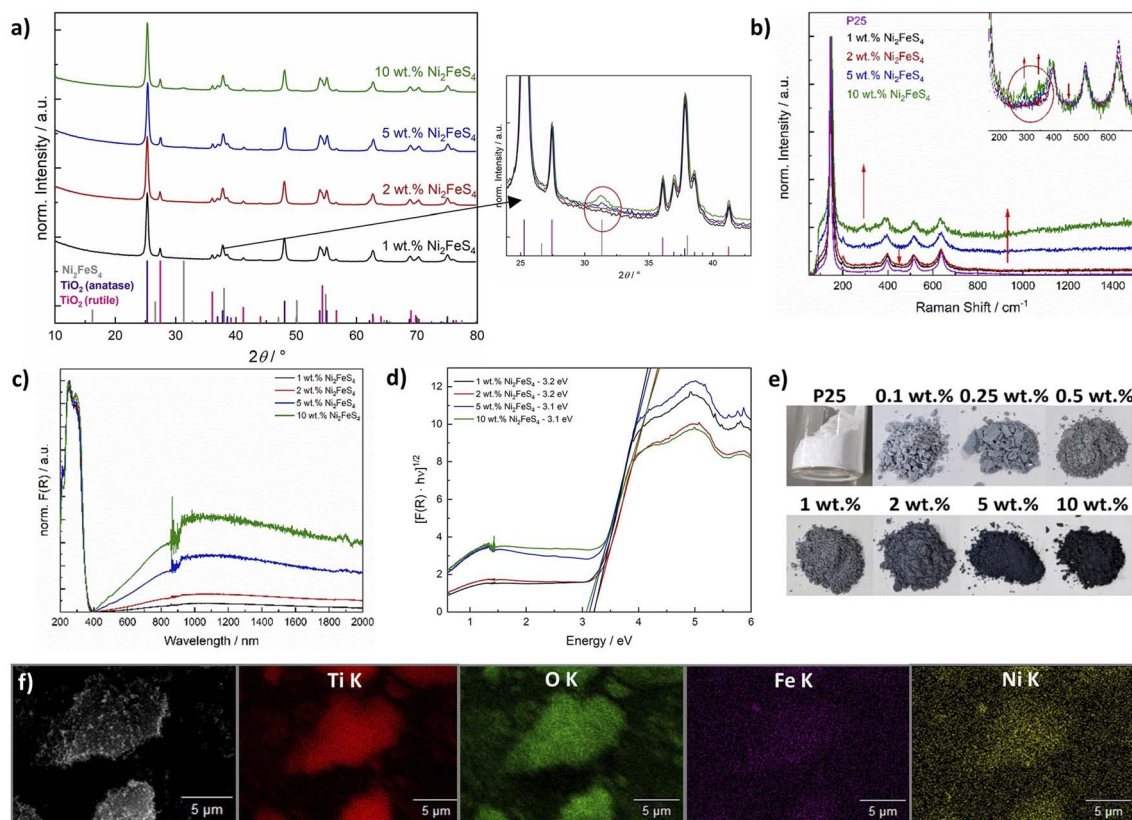 a)
norm. Intensity / a.u.
10 wt.% Ni₂FeS₄
5 wt.% Ni₂FeS₄
2 wt.% Ni₂FeS₄
1 wt.% Ni₂FeS₄
Ni₂FeS₄
TiO₂ (anatase)
TiO₂ (rutile)
10 20 30 40 50 60 70 80
2θ / °
norm. Intensity / a.u.
25 30 35 40
2θ / °
b)
P25
1 wt.% Ni₂FeS₄
2 wt.% Ni₂FeS₄
5 wt.% Ni₂FeS₄
10 wt.% Ni₂FeS₄
200 300 400 500 600
norm. Intensity / a.u.
200 400 600 800 1000 1200 1400
Raman Shift / cm⁻¹
c)
1 wt.% Ni₂FeS₄
2 wt.% Ni₂FeS₄
5 wt.% Ni₂FeS₄
10 wt.% Ni₂FeS₄
norm. F(R) / a.u.
200 400 600 800 1000 1200 1400 1600 1800 2000
Wavelength / nm
d)
1 wt.% Ni₂FeS₄ - 3.2 eV
2 wt.% Ni₂FeS₄ - 3.2 eV
5 wt.% Ni₂FeS₄ - 3.1 eV
10 wt.% Ni₂FeS₄ - 3.1 eV
[F(R) · hv]^1/2
12
10
8
6
4
2
0
1 2 3 4 5 6
Energy / eV
e)
P25 0.1 wt.% 0.25 wt.% 0.5 wt.%
1 wt.% 2 wt.% 5 wt.% 10 wt.%
f)
Ti K O K Fe K Ni K
5 µm 5 µm 5 µm 5 µm 5 µm